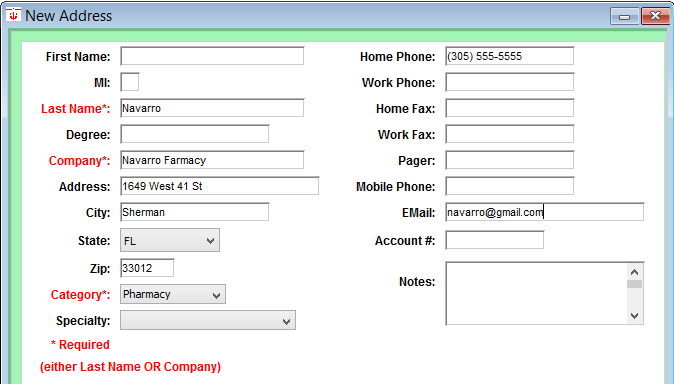 New Address
First Name:
MI:
Last Name*: Navarro
Degree:
Company*: Navarro Farmacy
Address: 1649 West 41 St
City: Sherman
State: FL
Zip: 33012
Category*: Pharmacy
Specialty:
* Required
(either Last Name OR Company)
Home Phone: (305) 555-5555
Work Phone:
Home Fax:
Work Fax:
Pager:
Mobile Phone:
EMail: navarro@gmail.com
Account #:
Notes: